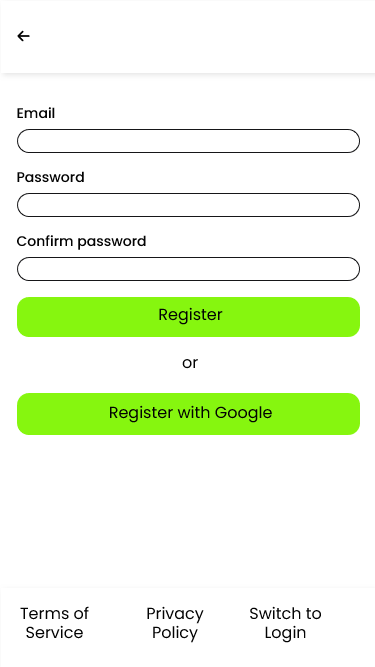 Email
Password
Confirm password
Register
or
Register with Google
Terms of
Service
Privacy
Policy
Switch to
Login